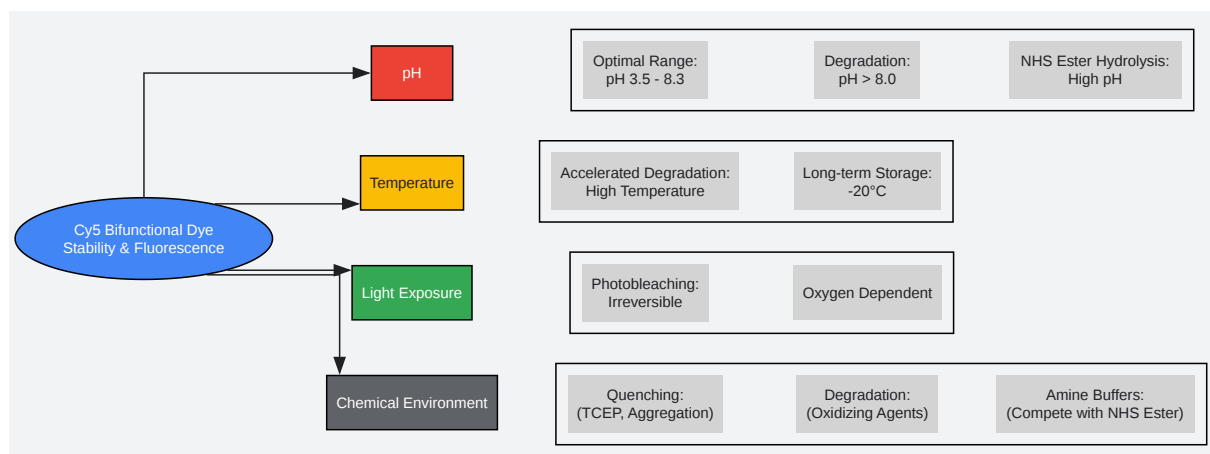 pH
Optimal Range:
pH 3.5 - 8.3
Degradation:
pH > 8.0
NHS Ester Hydrolysis:
High pH
Temperature
Accelerated Degradation:
High Temperature
Long-term Storage:
-20°C
Cy5 Bifunctional Dye
Stability & Fluorescence
Light Exposure
Photobleaching:
Irreversible
Oxygen Dependent
Chemical Environment
Quenching:
(TCEP, Aggregation)
Degradation:
(Oxidizing Agents)
Amine Buffers:
(Compete with NHS Ester)